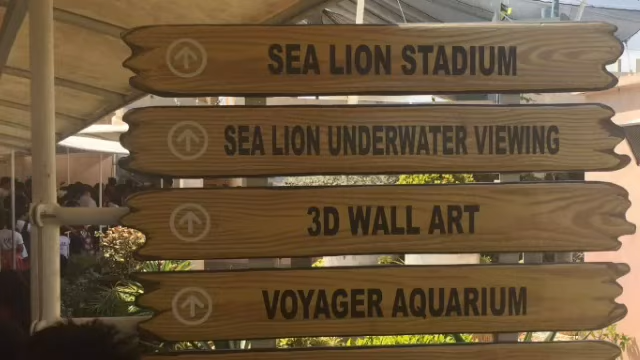 SEA LION STADIUM
SEA LION UNDERWATER VIEWING
3D WALL ART
VOYAGER AQUARIUM